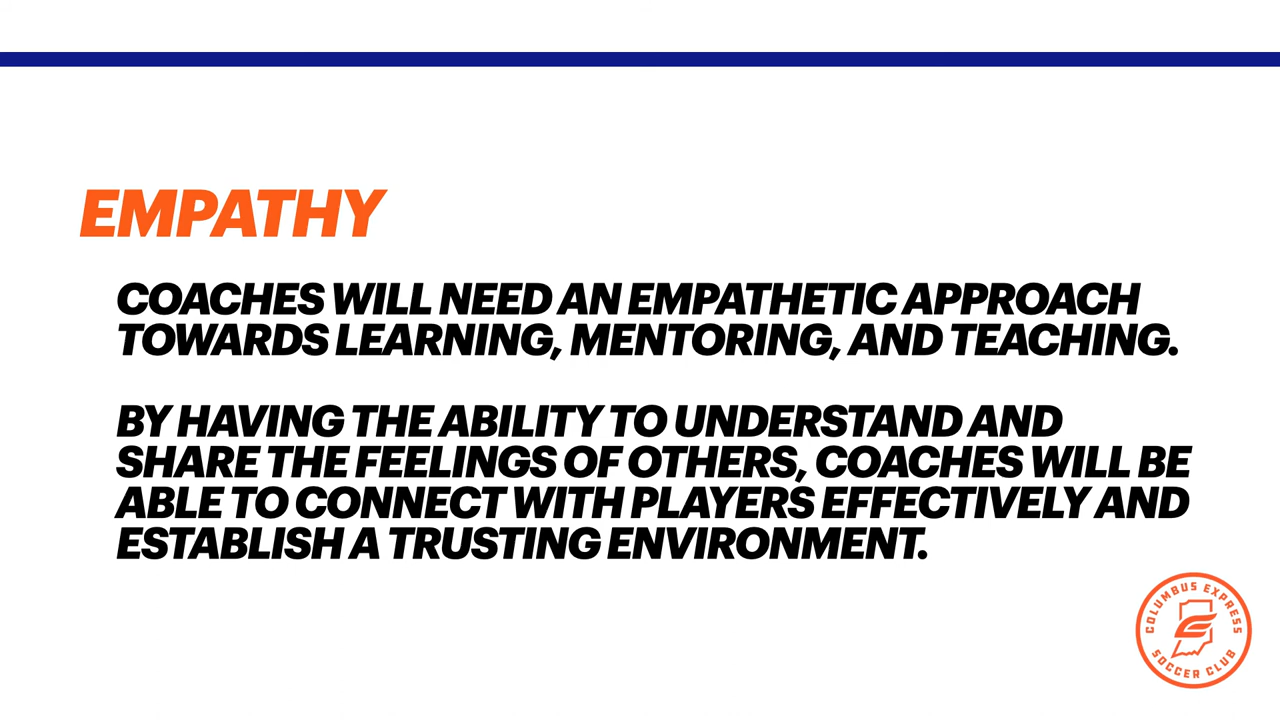 EMPATHY
COACHES WILL NEED AN EMPATHETIC APPROACH
TOWARDS LEARNING, MENTORING, AND TEACHING.
BY HAVING THE ABILITY TO UNDERSTAND AND
SHARE THE FEELINGS OF OTHERS, COACHES WILL BE
ABLE TO CONNECT WITH PLAYERS EFFECTIVELY AND
ESTABLISH A TRUSTING ENVIRONMENT.
COLUMBUS EXPRESS
SOCCER CLUB